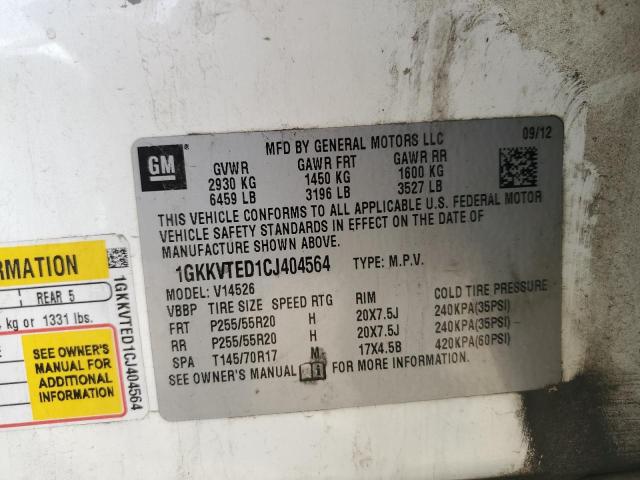 MFD BY GENERAL MOTORS LLC 09/12
GM
GVWR GAWR FRT GAWR RR
2930 KG 1450 KG 1600 KG
6459 LB 3196 LB 3527 LB
THIS VEHICLE CONFORMS TO ALL APPLICABLE U.S. FEDERAL MOTOR
VEHICLE SAFETY STANDARDS IN EFFECT ON THE DATE OF
MANUFACTURE SHOWN ABOVE.
1GKKVTED1CJ404564 TYPE: M.P.V.
MODEL: V14526
VBBP TIRE SIZE SPEED RTG RIM COLD TIRE PRESSURE
FRT P255/55R20 H 20X7.5J 240KPA(35PSI)
RR P255/55R20 H 20X7.5J 240KPA(35PSI)
SPA T145/70R17 M 17X4.5B 420KPA(60PSI)
SEE OWNER'S MANUAL FOR MORE INFORMATION.
RMATION
REAR 5
kg or 1331 lbs.
SEE OWNER'S
MANUAL FOR
ADDITIONAL
INFORMATION
1GKKVTED1CJ404564